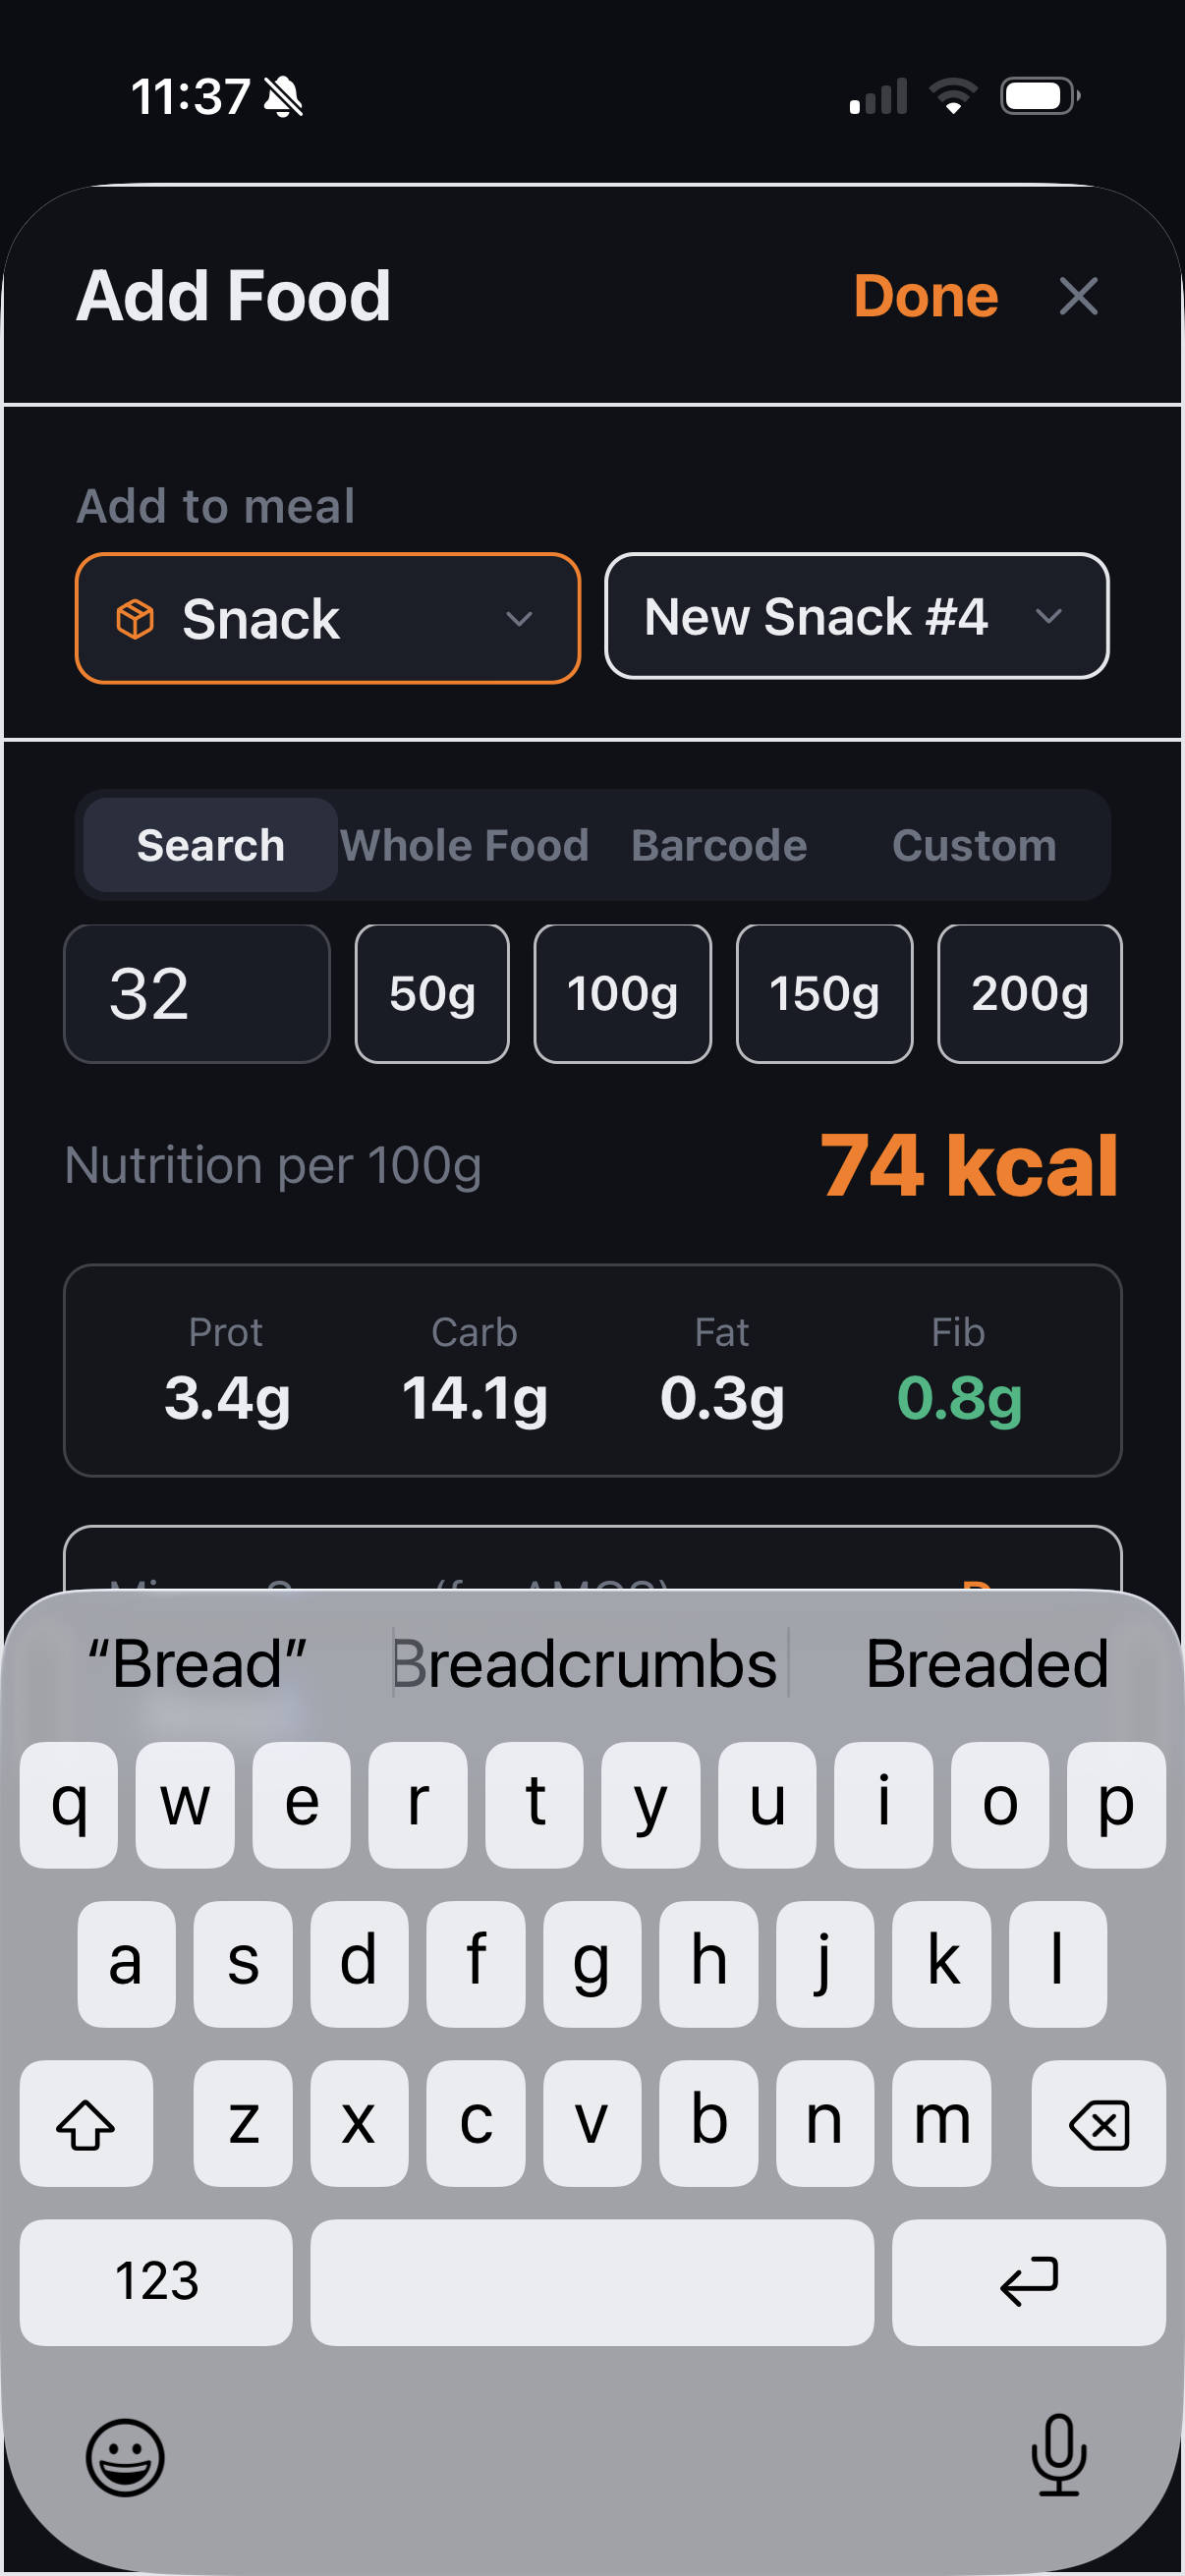 11:37
Add Food
Done
Add to meal
Snack
New Snack #4
Search
Whole Food
Barcode
Custom
32
50g
100g
150g
200g
Nutrition per 100g
74 kcal
Prot
Carb
Fat
Fib
3.4g
14.1g
0.3g
0.8g
“Bread”
Breadcrumbs
Breaded
q w e r t y u i o p
a s d f g h j k l
z x c v b n m
123